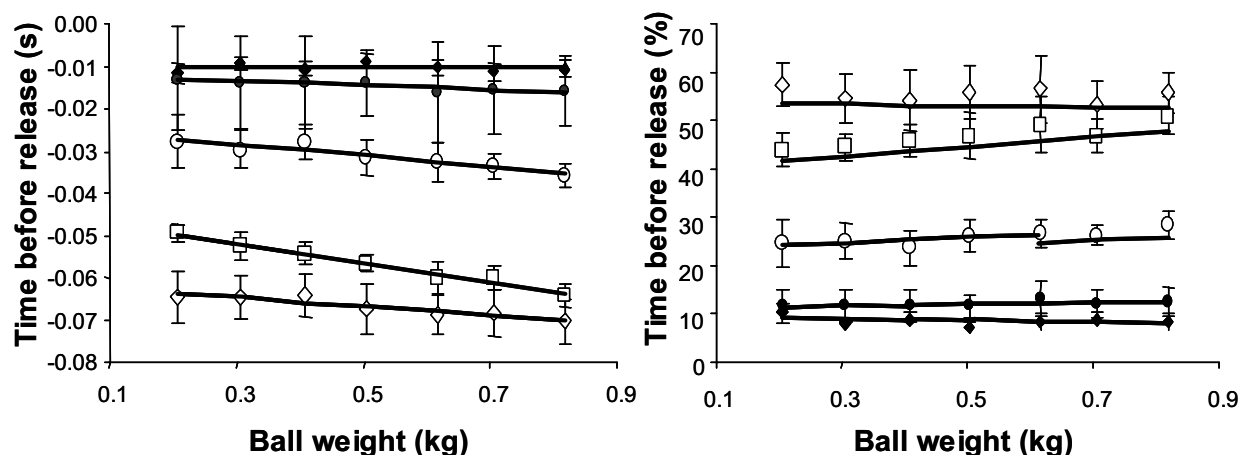 Time before release (s)
0.00
-0.01
-0.02
-0.03
-0.04
-0.05
-0.06
-0.07
-0.08
0.1 0.3 0.5 0.7 0.9
Ball weight (kg)
Time before release (%)
70
60
50
40
30
20
10
0
0.1 0.3 0.5 0.7 0.9
Ball weight (kg)